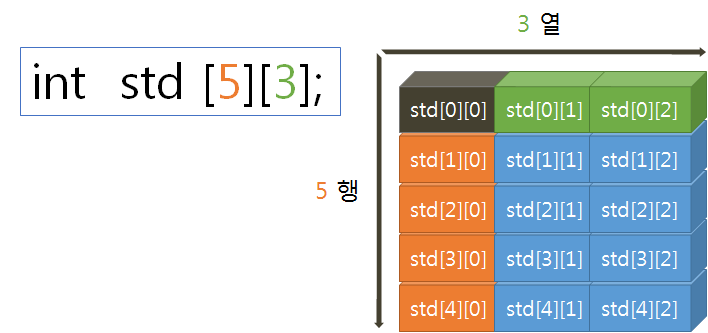 int std [5][3];
3 열
5 행
std[0][0] std[0][1] std[0][2]
std[1][0] std[1][1] std[1][2]
std[2][0] std[2][1] std[2][2]
std[3][0] std[3][1] std[3][2]
std[4][0] std[4][1] std[4][2]